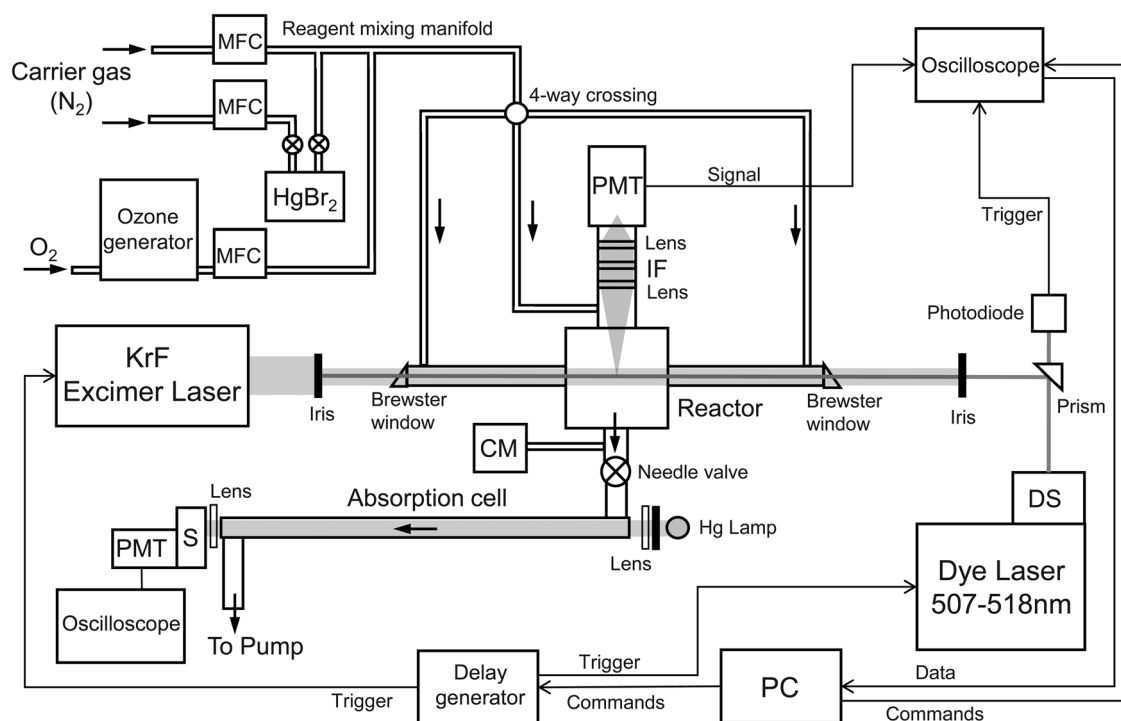 MFC
Reagent mixing manifold
Carrier gas
(N₂)
MFC
4-way crossing
Oscilloscope
HgBr₂
PMT
Signal
Trigger
Ozone
generator
O₂
MFC
Lens
IF
Lens
Photodiode
KrF
Excimer Laser
Iris
Brewster
window
Reactor
Brewster
window
Iris
Prism
CM
Needle valve
Absorption cell
Lens
DS
PMT
S
Hg Lamp
Lens
Dye Laser
507-518nm
Oscilloscope
To Pump
Trigger
Delay
generator
Trigger
Commands
PC
Data
Commands